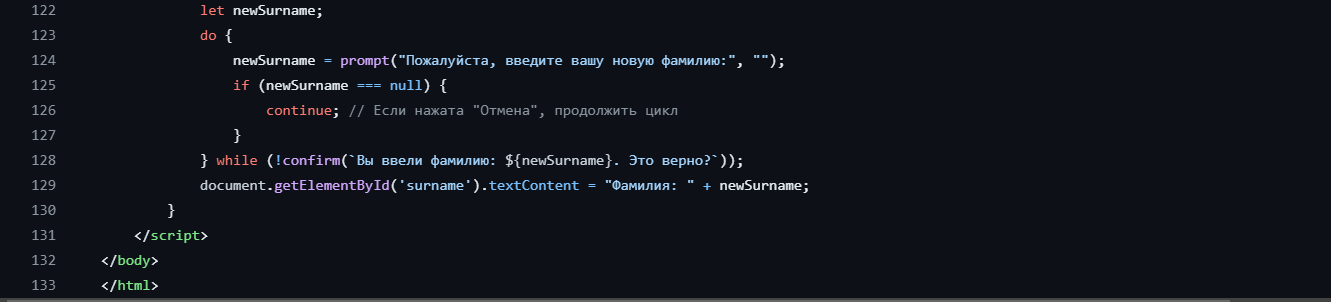 122 let newSurname;
123 do {
124 newSurname = prompt("Пожалуйста, введите вашу новую фамилию:", "");
125 if (newSurname === null) {
126 continue; // Если нажата "Отмена", продолжить цикл
127 }
128 } while (!confirm(`Вы ввели фамилию: ${newSurname}. Это верно?`));
129 document.getElementById('surname').textContent = "Фамилия: " + newSurname;
130 }
131 </script>
132 </body>
133 </html>